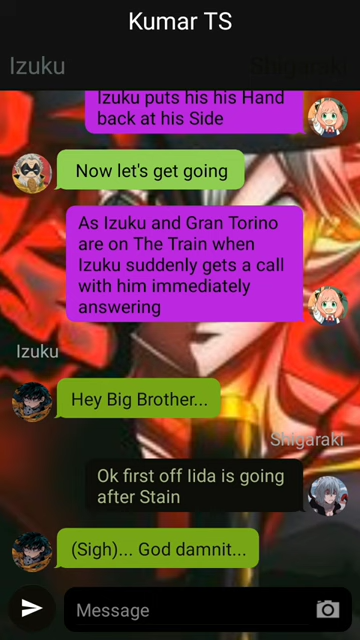 Kumar TS
Izuku
Shigaraki
Izuku puts his his Hand
back at his Side
Now let's get going
As Izuku and Gran Torino
are on The Train when
Izuku suddenly gets a call
with him immediately
answering
Izuku
Hey Big Brother...
Shigaraki
Ok first off Iida is going
after Stain
(Sigh)... God damnit...
Message